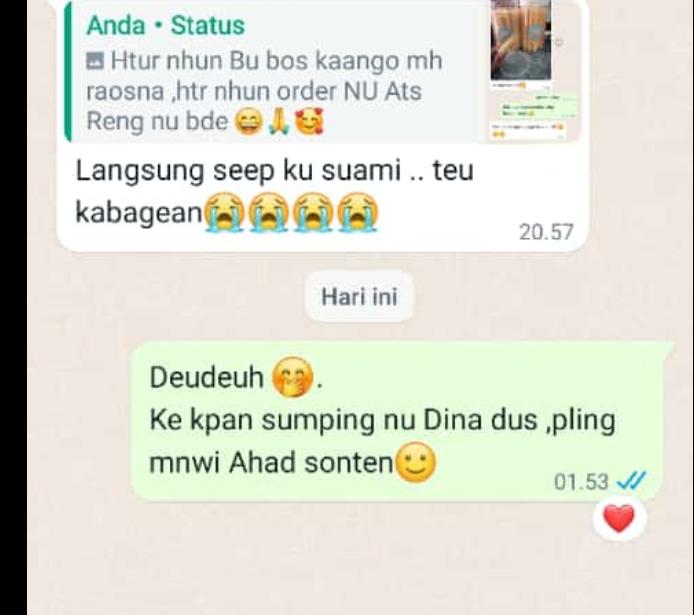 Anda • Status
Htur nhun Bu bos kaango mh
raosna ,htr nhun order NU Ats
Reng nu bde 😄🙏🥰
Langsung seep ku suami .. teu
kabagean😭😭😭😭
20.57
Hari ini
Deudeuh 🤭.
Ke kpan sumping nu Dina dus ,pling
mnwi Ahad sonten🙂
01.53